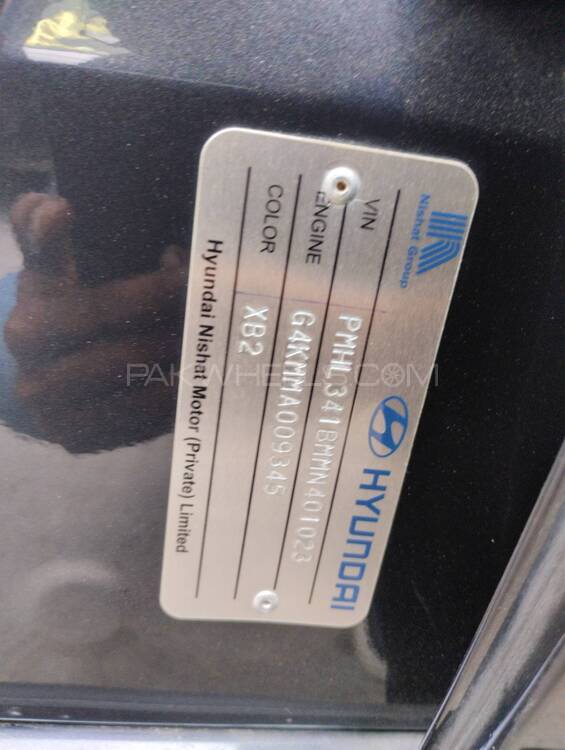 Nishat Group
HYUNDAI
VIN PMHL341BMMN401023
ENGINE G4KMMA009345
COLOR XB2
Hyundai Nishat Motor (Private) Limited
PAKWHEELS.COM